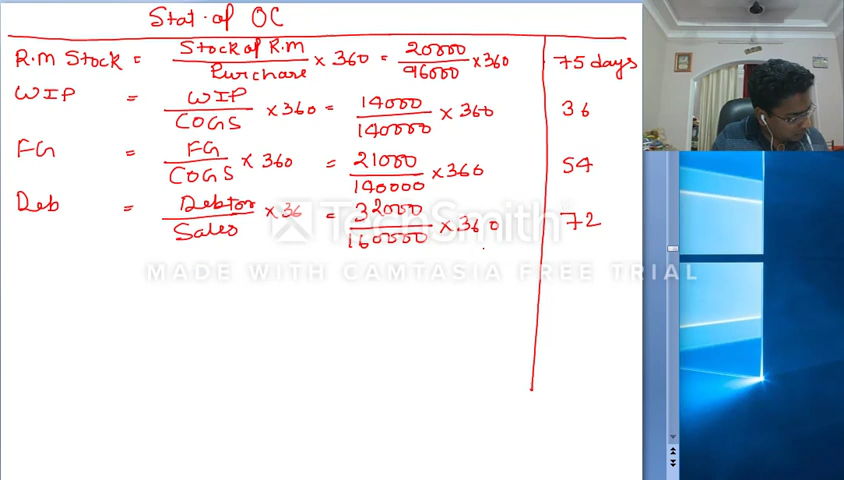 Stat. of OC
R.M Stock = Stock of R.M / Purchase × 360 = 20000 / 96000 × 360 75 days
WIP = WIP / COGS × 360 = 14000 / 140000 × 360 36
FG = FG / COGS × 360 = 21000 / 140000 × 360 54
Deb = Debtor / Sales × 36 = 32000 / 160000 × 360 72
TechSmith
MADE WITH CAMTASIA FREE TRIAL